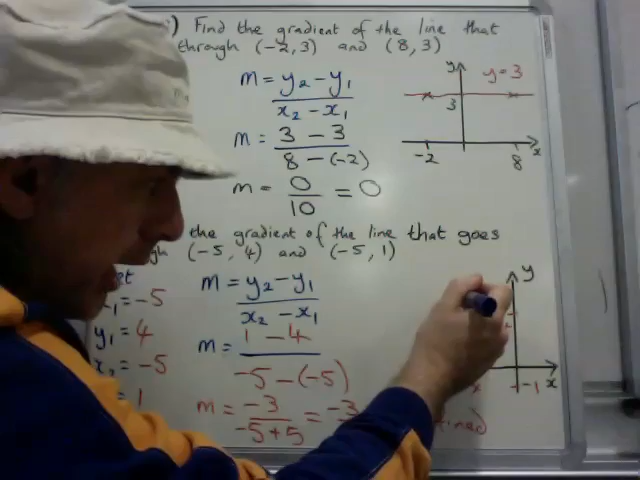 ) Find the gradient of the line that
through (-2,3) and (8,3)
m = y₂ - y₁
x₂ - x₁
m = 3 - 3
8 - (-2)
m = 0/10 = 0
y
y = 3
3
-2
8
x
the gradient of the line that goes
gh (-5, 4) and (-5, 1)
et
1 = -5
y₁ = 4
x₂ = -5
= 1
m = y₂ - y₁
x₂ - x₁
m = 1 - 4
-5 - (-5)
m = -3/-5+5 = -3
ined
y
x
-1